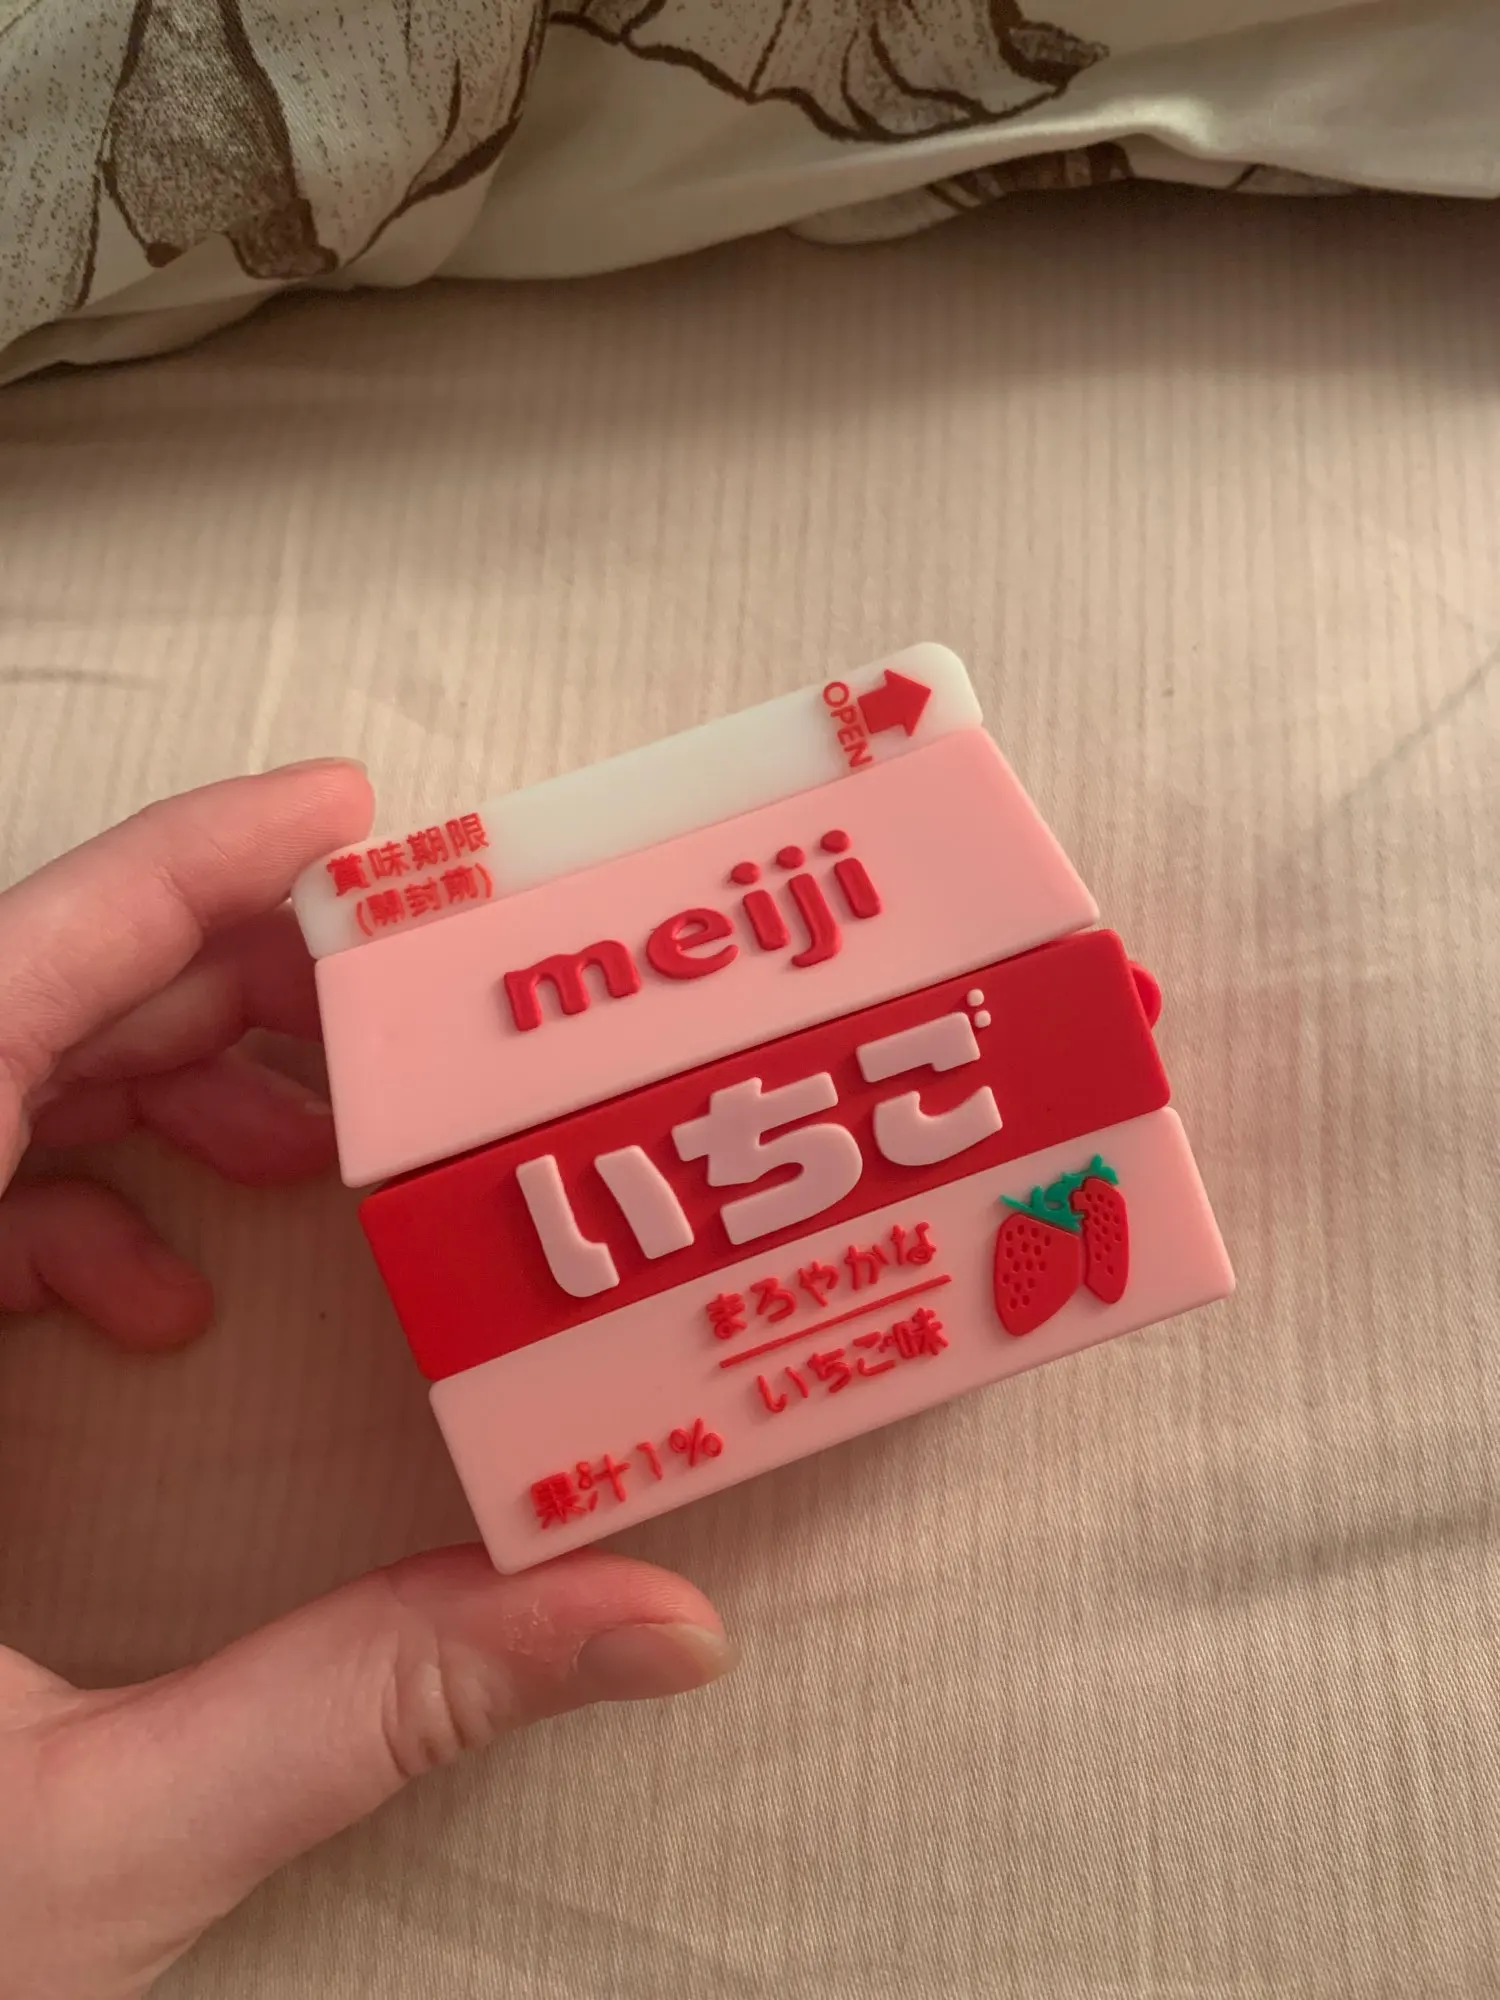 OPEN
賞味期限
(開封前)
meiji
いちご
まろやかな
いちご味
果汁1%